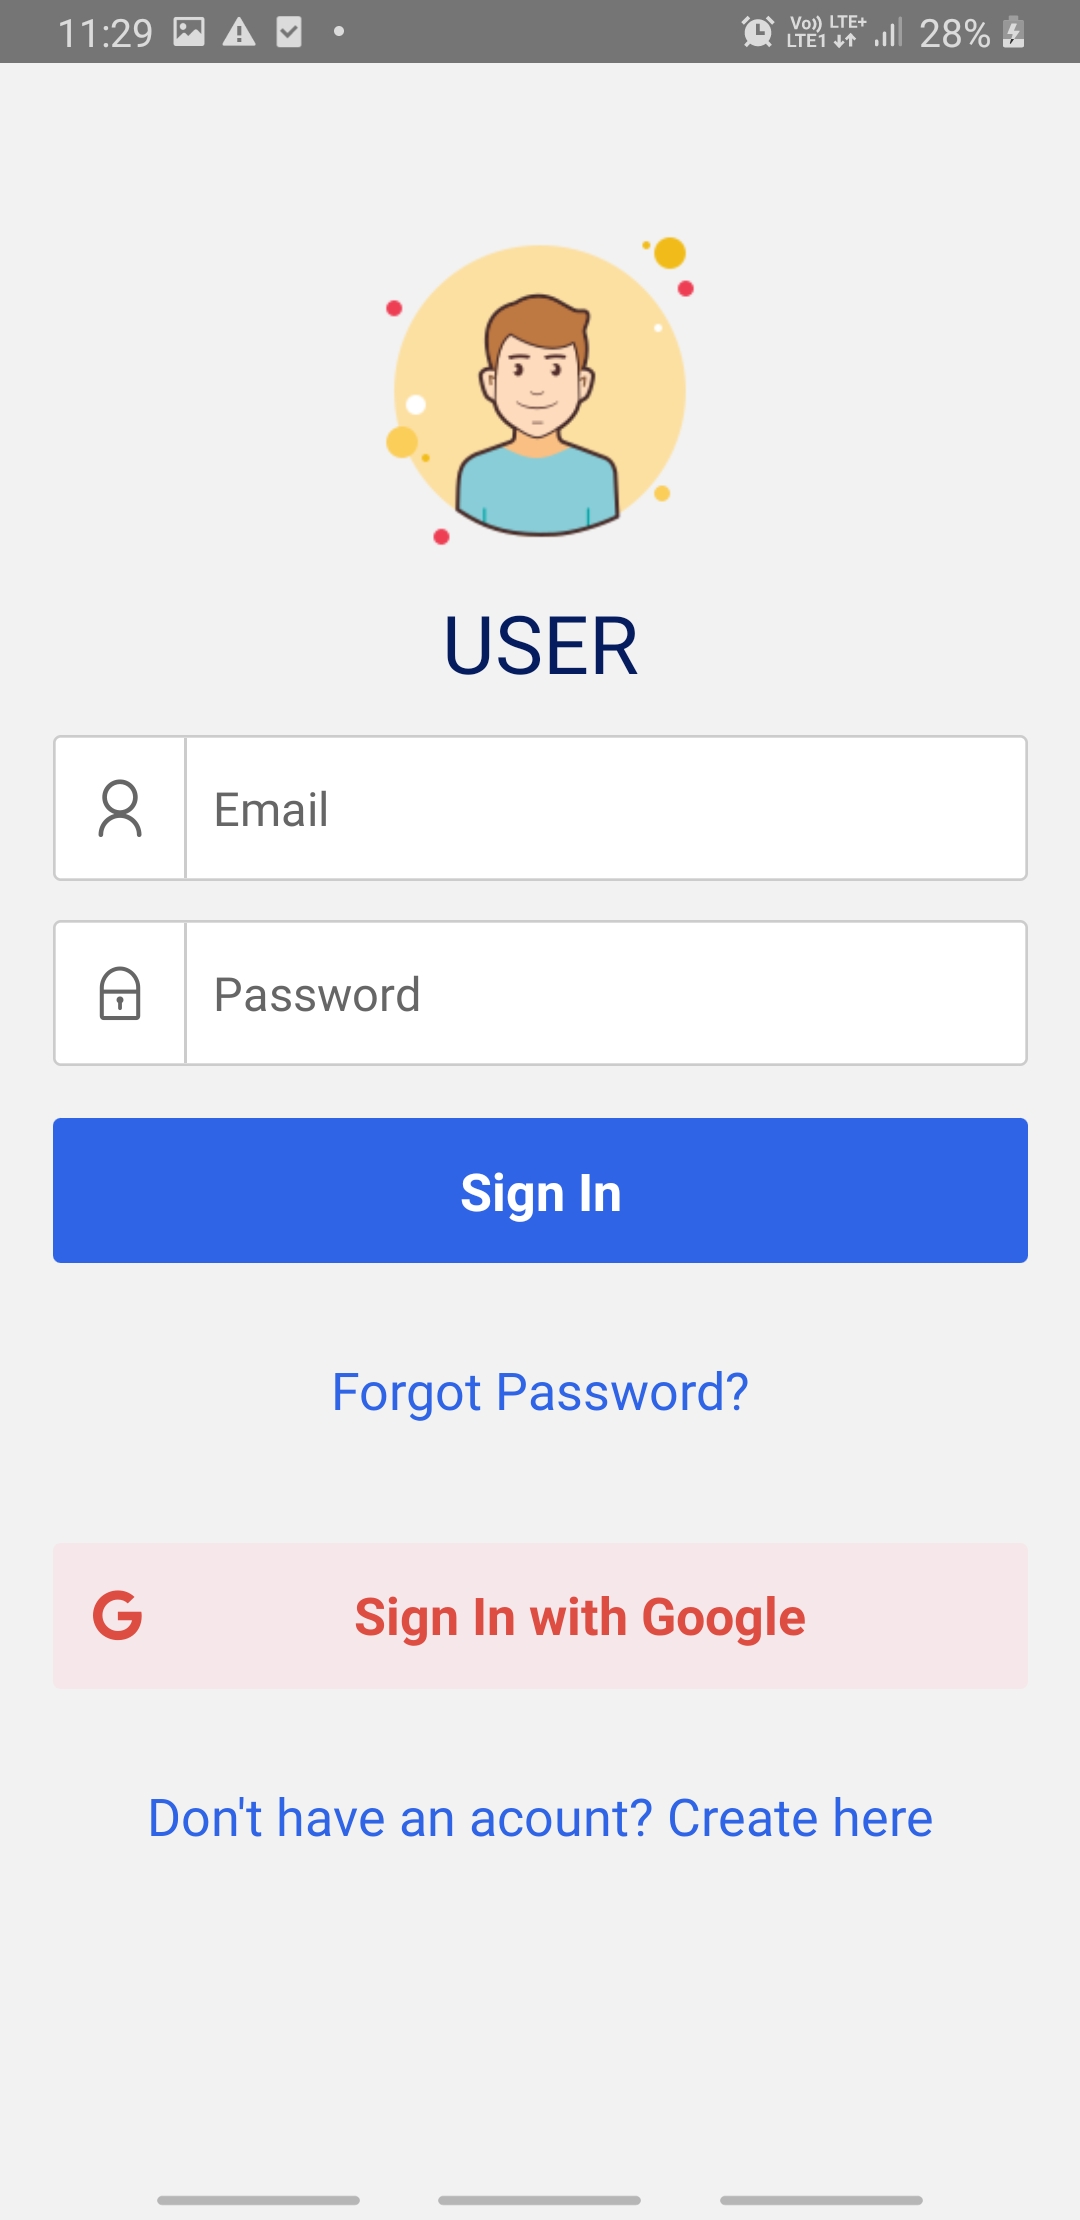 11:29
Vo)) LTE+
LTE1
28%
USER
Email
Password
Sign In
Forgot Password?
G Sign In with Google
Don't have an acount? Create here